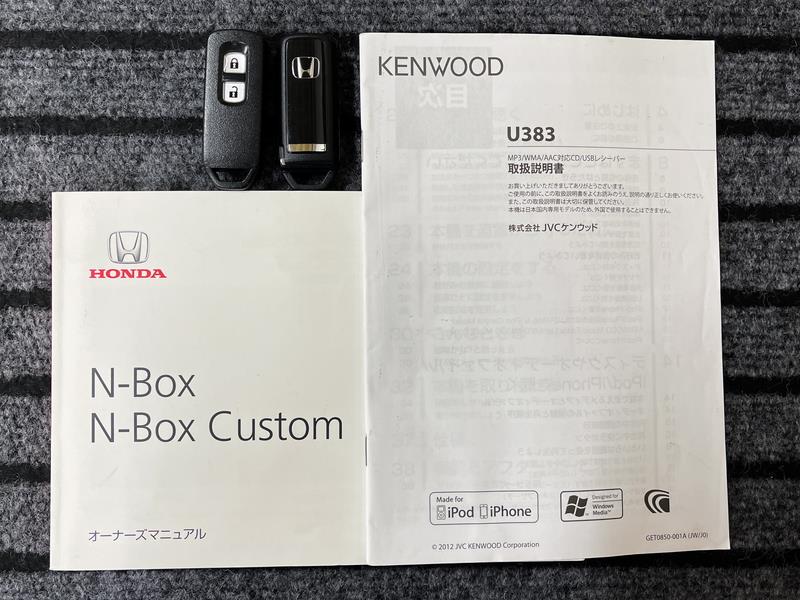 KENWOOD
U383
MP3/WMA/AAC対応CD/USBレシーバー
取扱説明書
お買い上げいただきましてありがとうございます。
ご使用の前に、この取扱説明書をよくお読みのうえ、説明の通り正しくお使いください。
また、この取扱説明書は大切に保管してください。
本機は日本国内専用モデルのため、外国で使用することはできません。
株式会社 JVCケンウッド
HONDA
N-Box
N-Box Custom
オーナーズマニュアル
Made for
iPod iPhone
Designed for
Windows
Media™
© 2012 JVC KENWOOD Corporation
GET0850-001A (JW/J0)